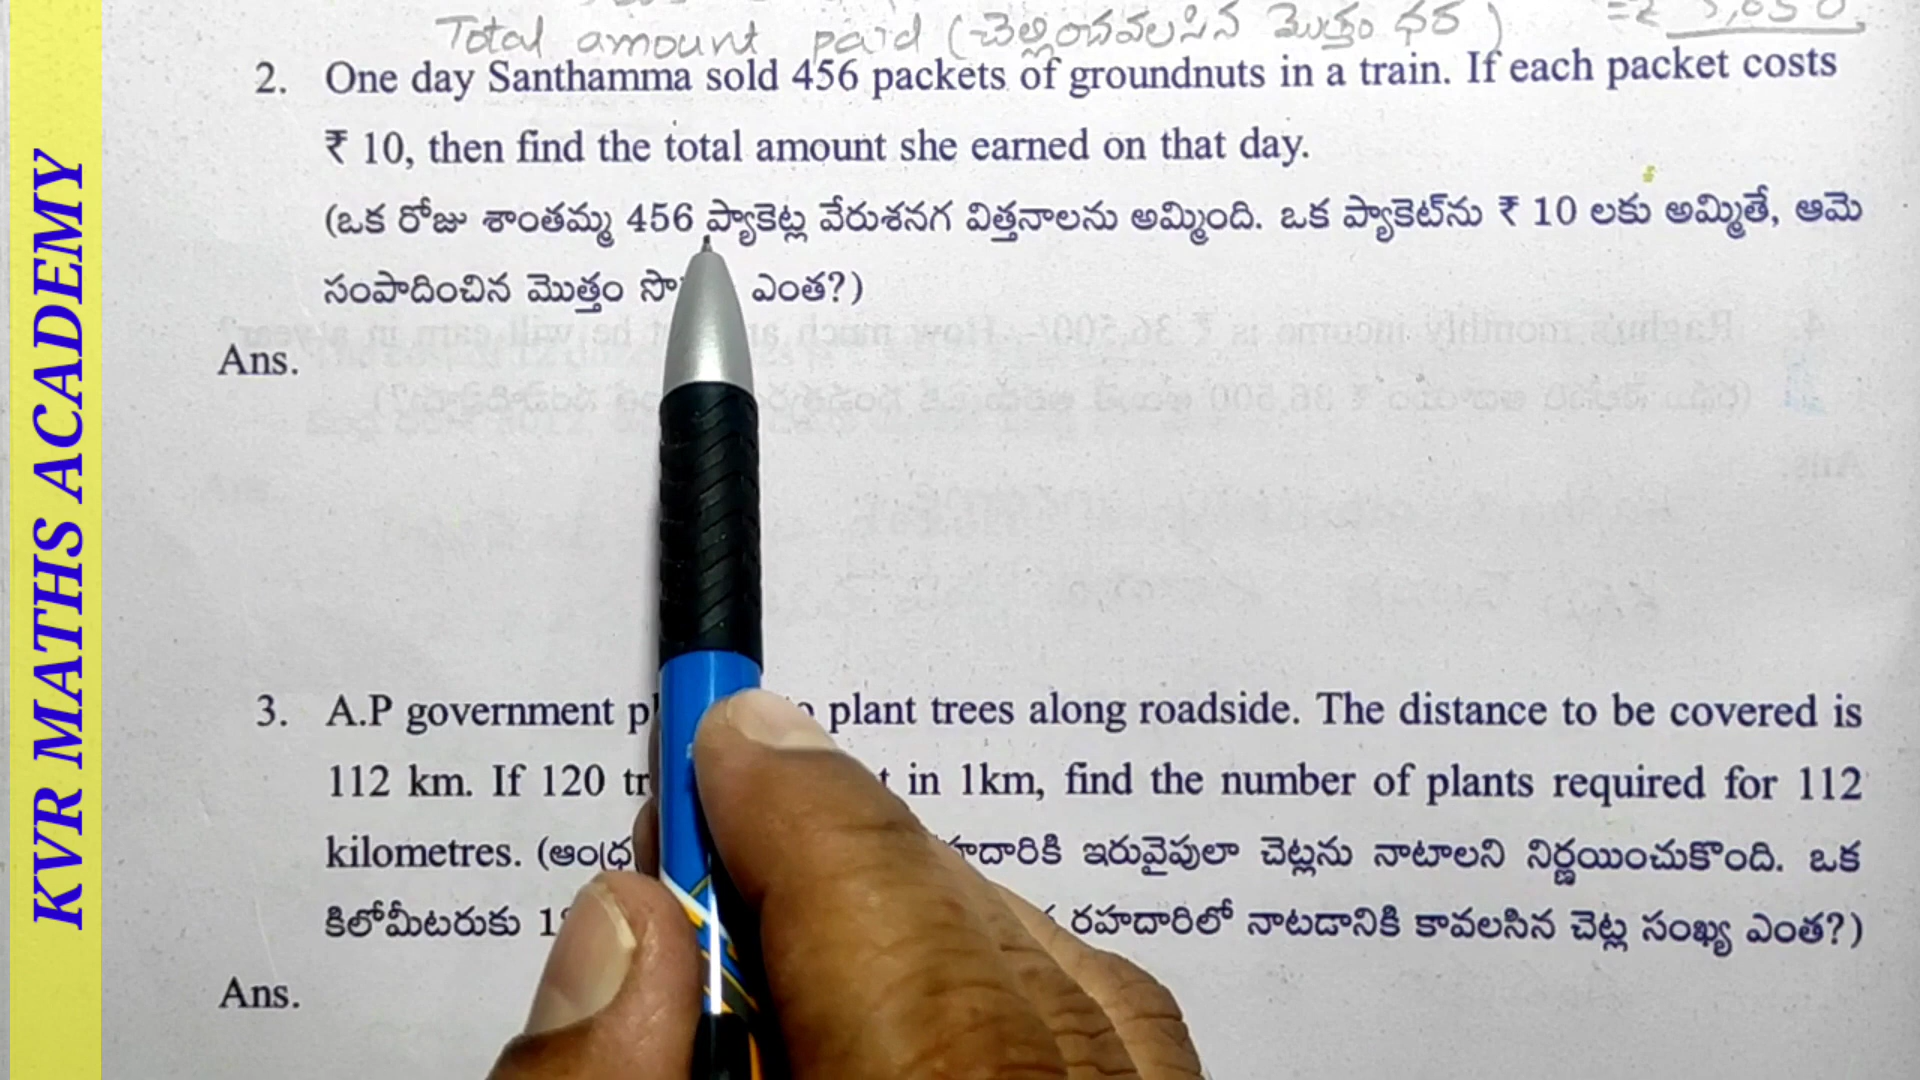 KVR MATHS ACADEMY
Total amount paid (చెల్లించవలసిన మొత్తం ధర)
2. One day Santhamma sold 456 packets of groundnuts in a train. If each packet costs
₹ 10, then find the total amount she earned on that day.
(ఒక రోజు శాంతమ్మ 456 ప్యాకెట్ల వేరుశనగ విత్తనాలను అమ్మింది. ఒక ప్యాకెట్‌ను ₹ 10 లకు అమ్మితే, ఆమె
సంపాదించిన మొత్తం ఎంత?)
Ans.
3. A.P government plant trees along roadside. The distance to be covered is
112 km. If 120 in 1km, find the number of plants required for 112
kilometres. (ఇరువైపులా చెట్లను నాటాలని నిర్ణయించుకొంది. ఒక
కిలోమీటరుకు రహదారిలో నాటడానికి కావలసిన చెట్ల సంఖ్య ఎంత?)
Ans.